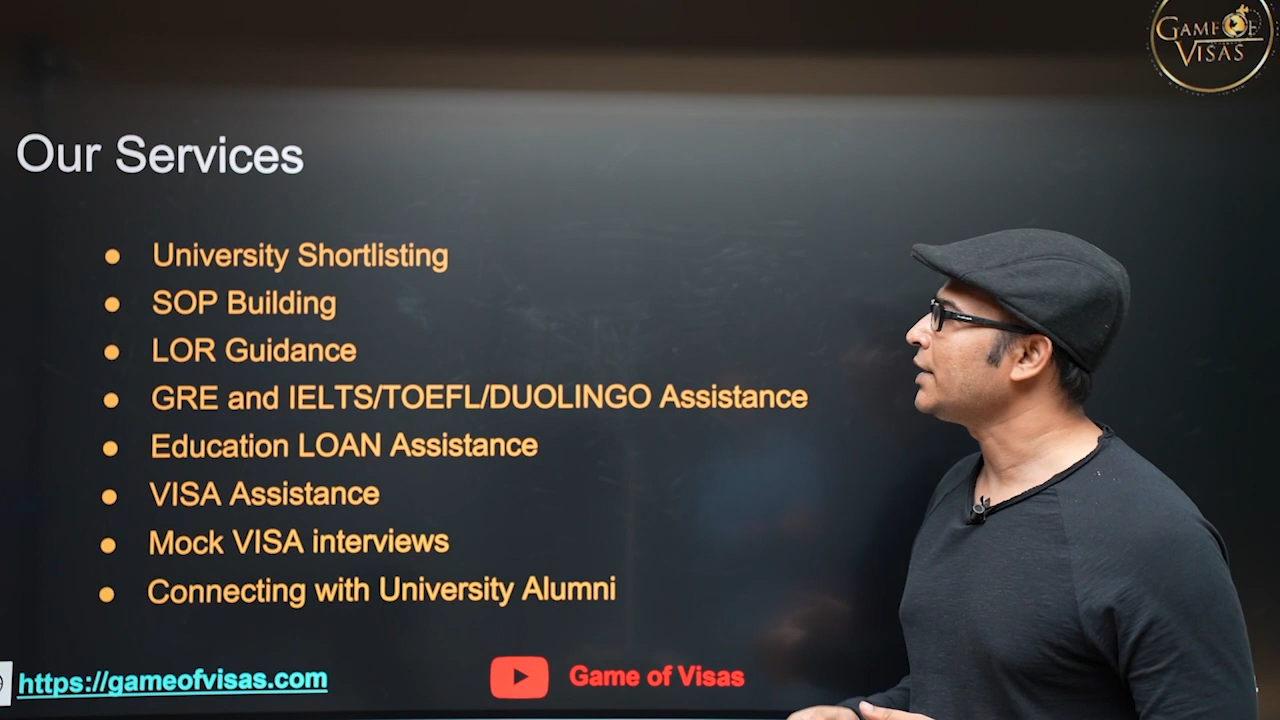 GAME OF
VISAS
Our Services
● University Shortlisting
● SOP Building
● LOR Guidance
● GRE and IELTS/TOEFL/DUOLINGO Assistance
● Education LOAN Assistance
● VISA Assistance
● Mock VISA interviews
● Connecting with University Alumni
https://gameofvisas.com
Game of Visas